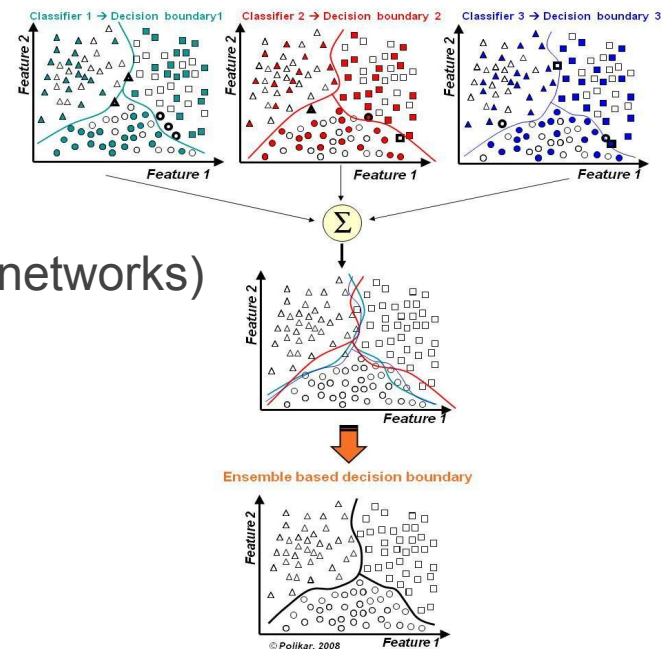 Classifier 1 → Decision boundary1
Classifier 2 → Decision boundary 2
Classifier 3 → Decision boundary 3
Feature 2
Feature 1
Feature 2
Feature 1
Feature 2
Feature 1
Σ
networks)
Feature 2
Feature 1
Ensemble based decision boundary
Feature 2
Feature 1
© Polikar, 2008